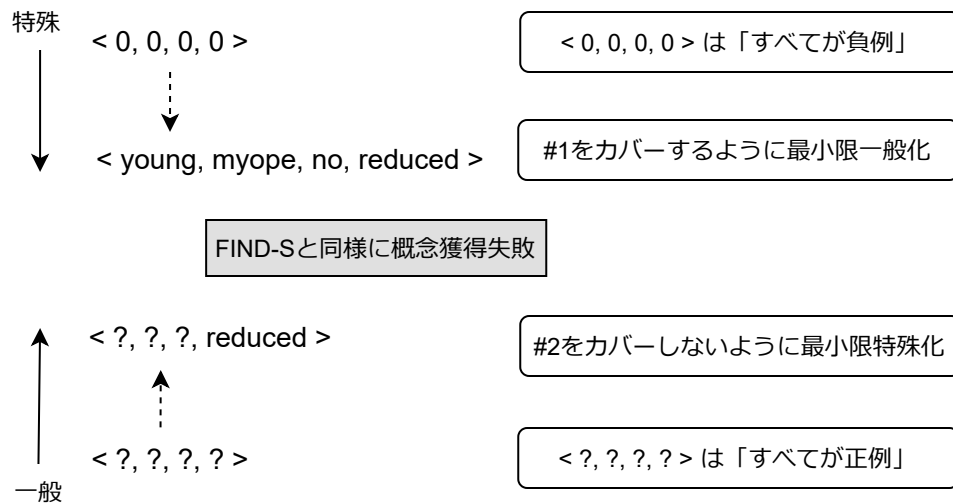 特殊
< 0, 0, 0, 0 >
< 0, 0, 0, 0 > は「すべてが負例」
< young, myope, no, reduced >
#1をカバーするように最小限一般化
FIND-Sと同様に概念獲得失敗
< ?, ?, ?, reduced >
#2をカバーしないように最小限特殊化
< ?, ?, ?, ? >
< ?, ?, ?, ? > は「すべてが正例」
一般